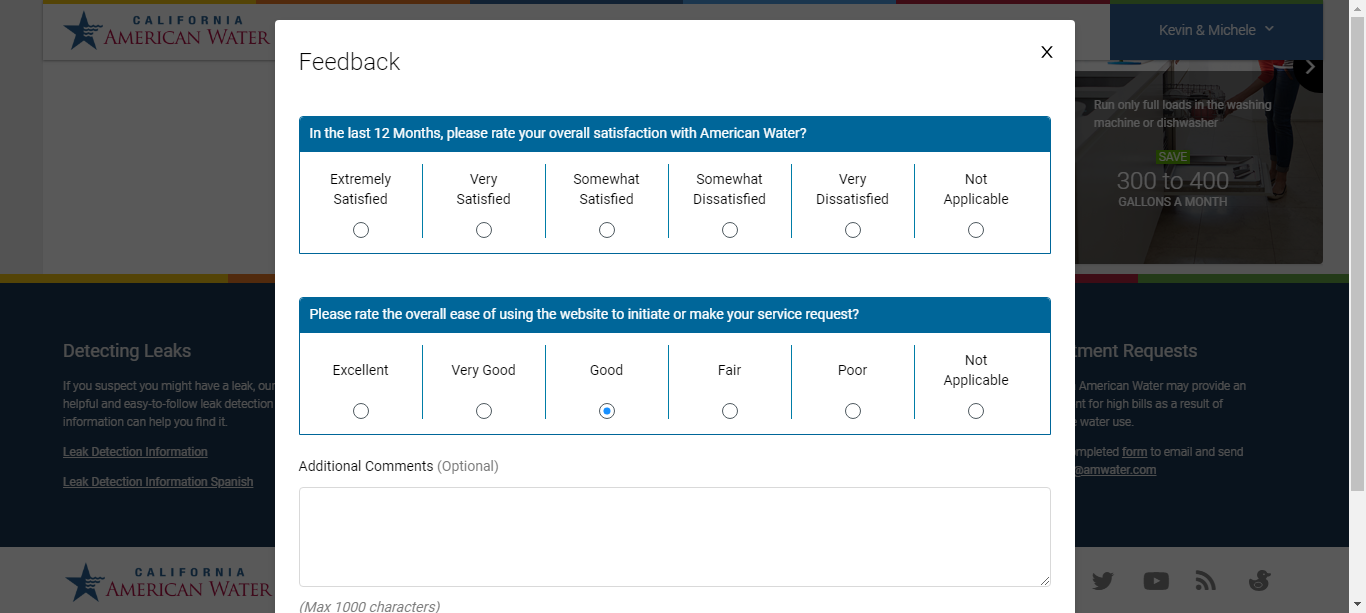 CALIFORNIA
AMERICAN WATER
Kevin & Michele
Feedback
X
In the last 12 Months, please rate your overall satisfaction with American Water?
Extremely Satisfied
Very Satisfied
Somewhat Satisfied
Somewhat Dissatisfied
Very Dissatisfied
Not Applicable
Please rate the overall ease of using the website to initiate or make your service request?
Excellent
Very Good
Good
Fair
Poor
Not Applicable
Additional Comments (Optional)
(Max 1000 characters)
Run only full loads in the washing
machine or dishwasher
SAVE
300 to 400
GALLONS A MONTH
Detecting Leaks
If you suspect you might have a leak, our
helpful and easy-to-follow leak detection
information can help you find it.
Leak Detection Information
Leak Detection Information Spanish
Requests
American Water may provide an
for high bills as a result of
water use.
form to email and send
@amwater.com
CALIFORNIA
AMERICAN WATER